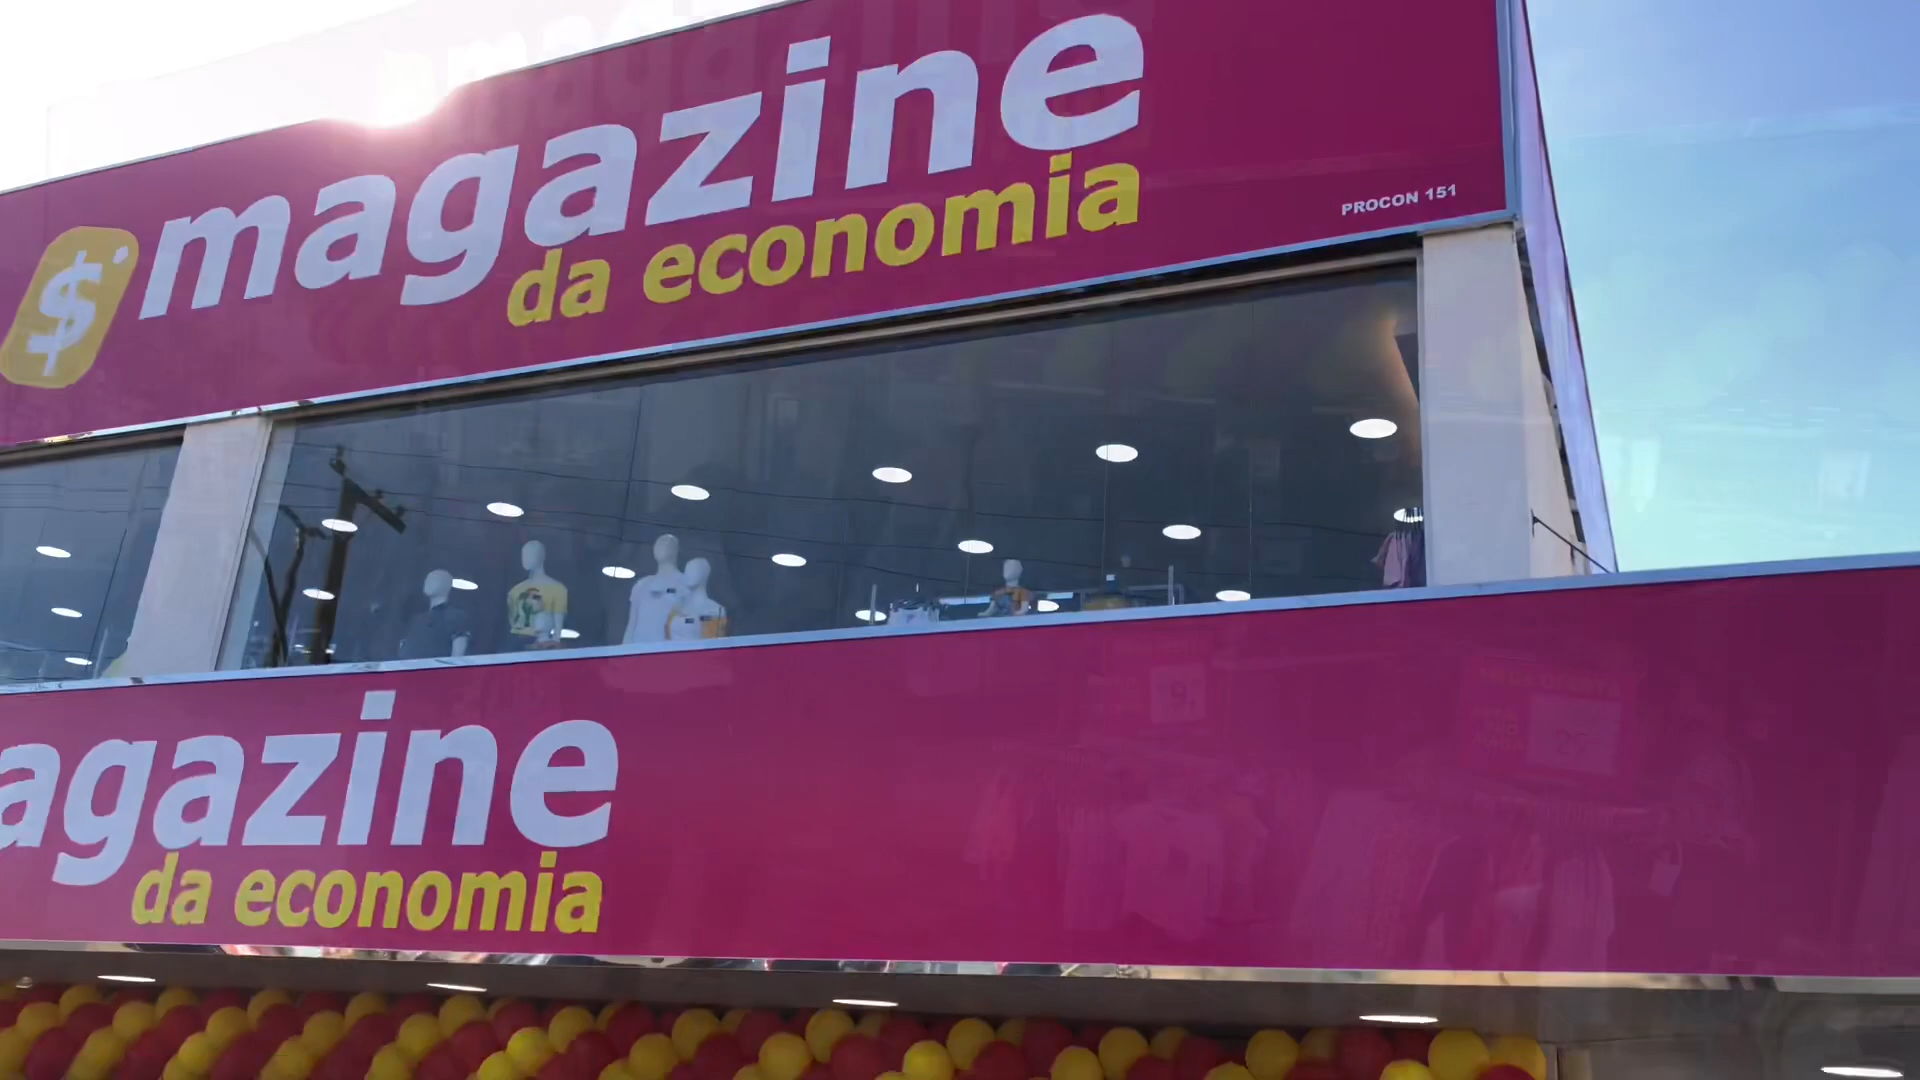 $ magazine
da economia
PROCON 151
agazine
da economia